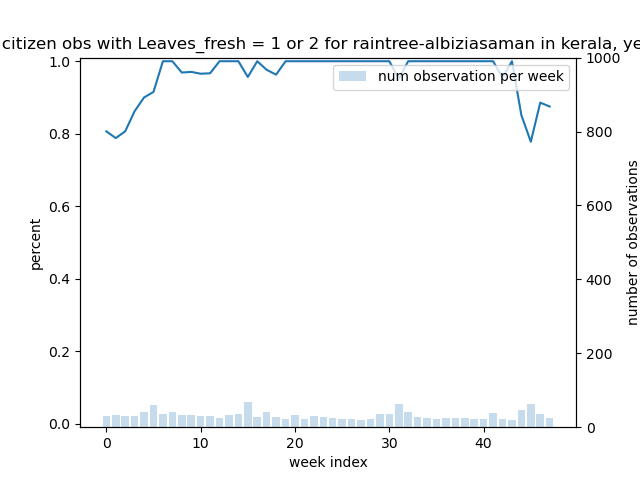 citizen obs with Leaves_fresh = 1 or 2 for raintree-albiziasaman in kerala, ye
num observation per week
percent
1.0
0.8
0.6
0.4
0.2
0.0
1000
800
600
400
200
0
number of observations
0 10 20 30 40
week index